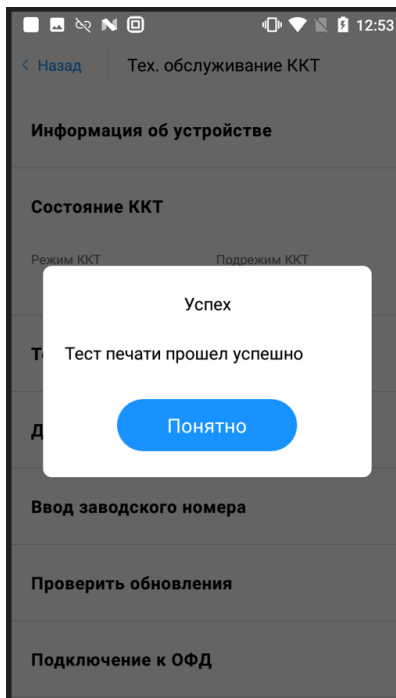 12:53
Назад
Тех. обслуживание ККТ
Информация об устройстве
Состояние ККТ
Режим ККТ
Подрежим ККТ
Успех
Тест печати прошел успешно
Понятно
Ввод заводского номера
Проверить обновления
Подключение к ОФД